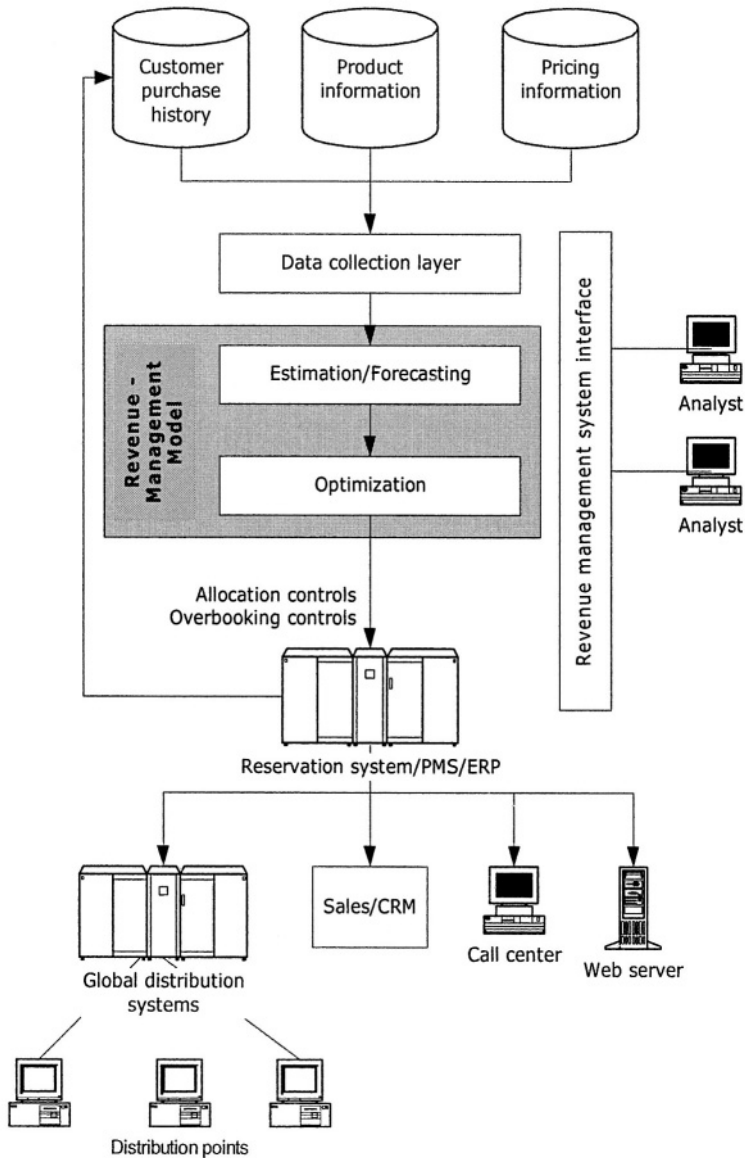 Customer
purchase
history
Product
information
Pricing
information
Data collection layer
Revenue -
Management
Model
Estimation/Forecasting
Optimization
Revenue management system interface
Analyst
Analyst
Allocation controls
Overbooking controls
Reservation system/PMS/ERP
Global distribution
systems
Sales/CRM
Call center
Web server
Distribution points